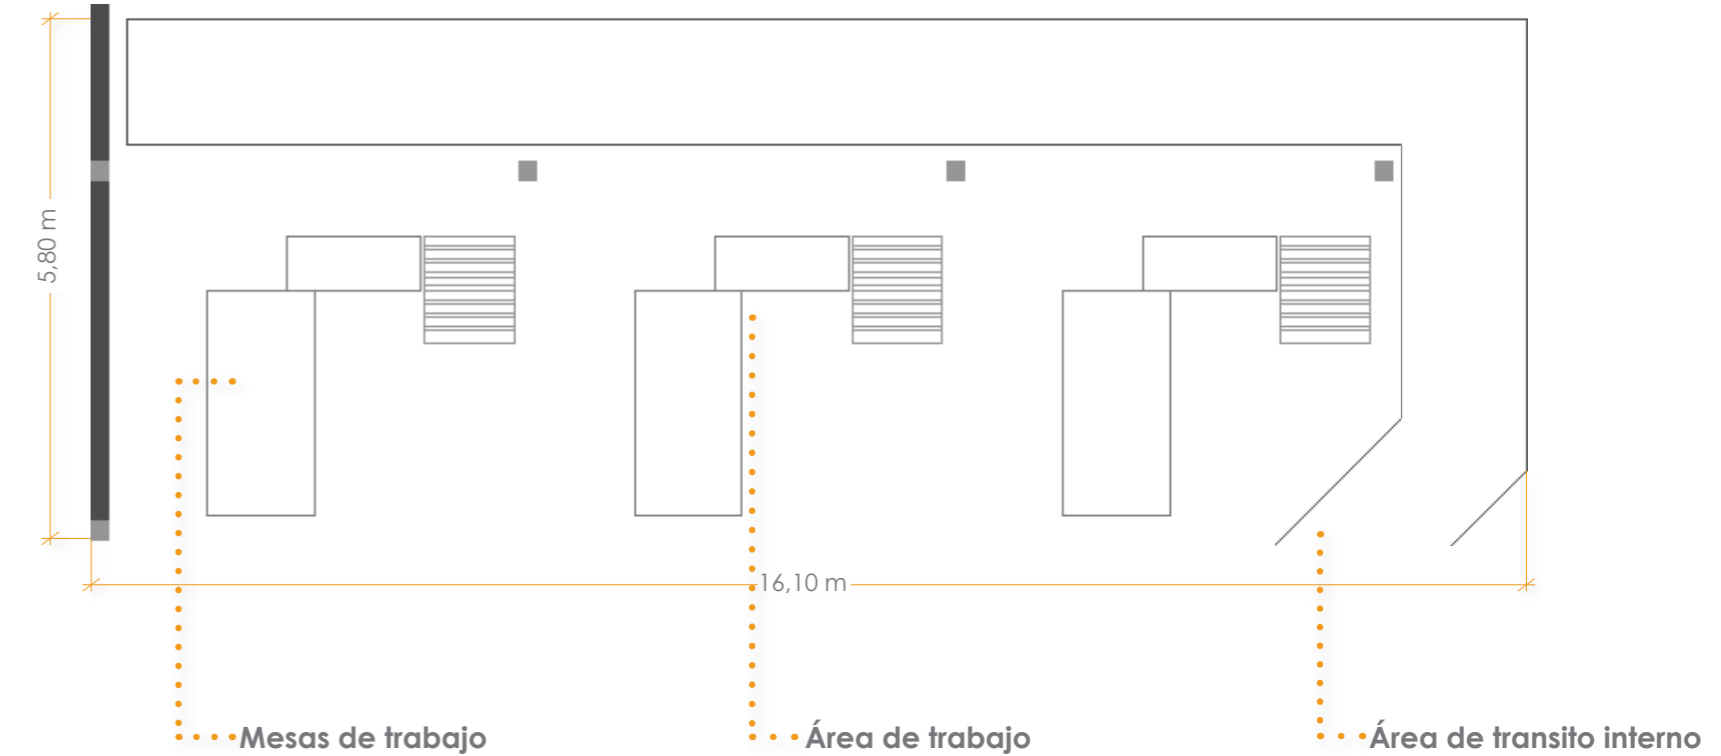 5,80 m
16,10 m
Mesas de trabajo
Área de trabajo
Área de transito interno